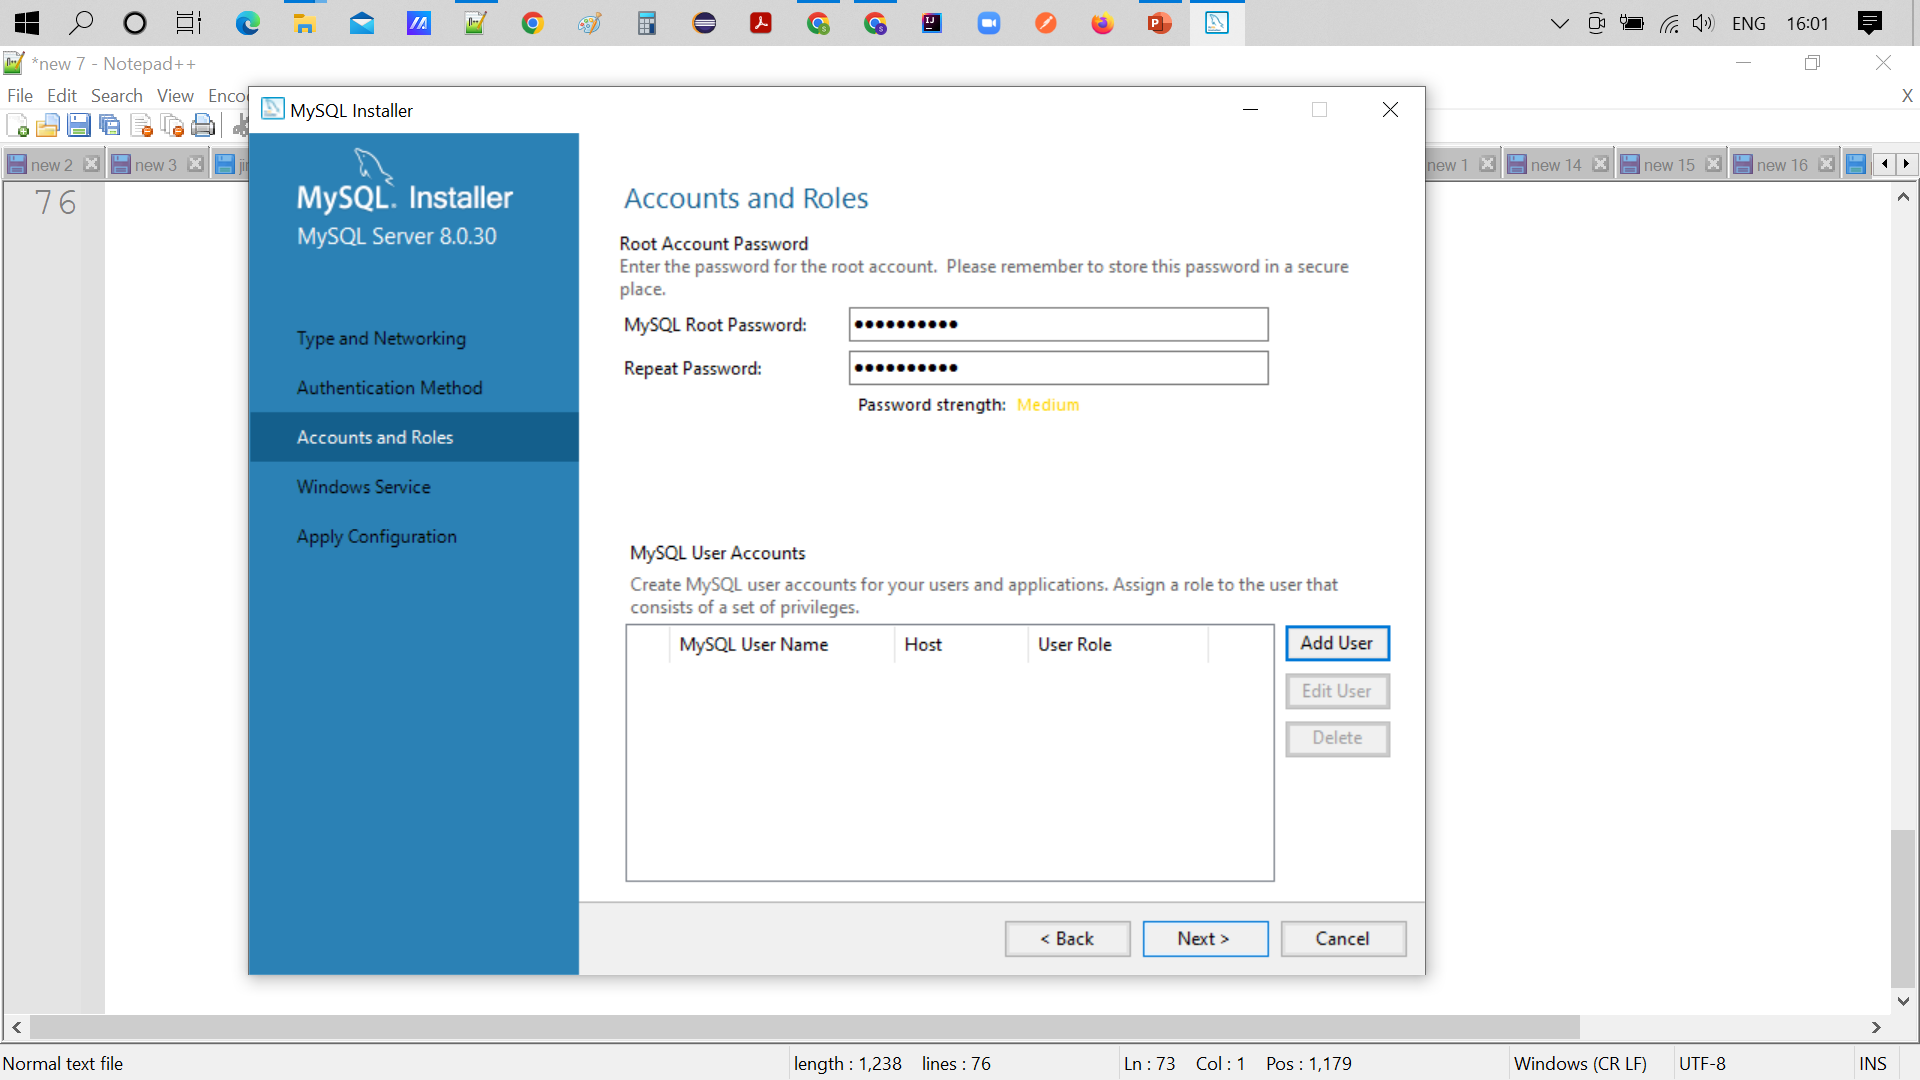 ENG 16:01
*new 7 - Notepad++
File Edit Search View
X
MySQL Installer
new 2 new 3 new 1 new 14 new 15 new 16
76
MySQL. Installer
MySQL Server 8.0.30
Type and Networking
Authentication Method
Accounts and Roles
Windows Service
Apply Configuration
Accounts and Roles
Root Account Password
Enter the password for the root account. Please remember to store this password in a secure
place.
MySQL Root Password: ••••••••••
Repeat Password: ••••••••••
Password strength: Medium
MySQL User Accounts
Create MySQL user accounts for your users and applications. Assign a role to the user that
consists of a set of privileges.
MySQL User Name Host User Role
Add User
Edit User
Delete
< Back Next > Cancel
Normal text file length : 1,238 lines : 76 Ln : 73 Col : 1 Pos : 1,179 Windows (CR LF) UTF-8 INS